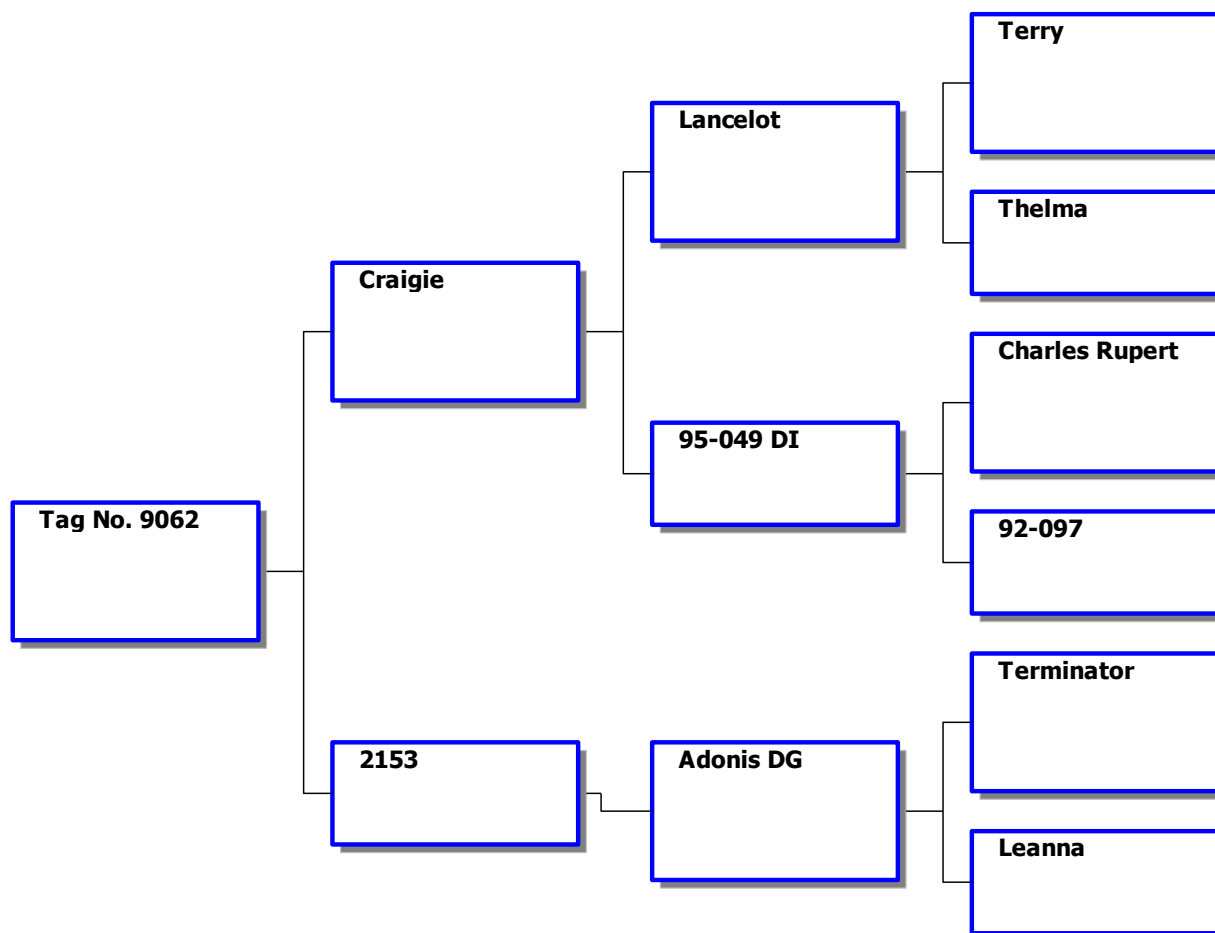 Terry
Lancelot
Thelma
Craigie
Charles Rupert
95-049 DI
Tag No. 9062
92-097
Terminator
2153
Adonis DG
Leanna